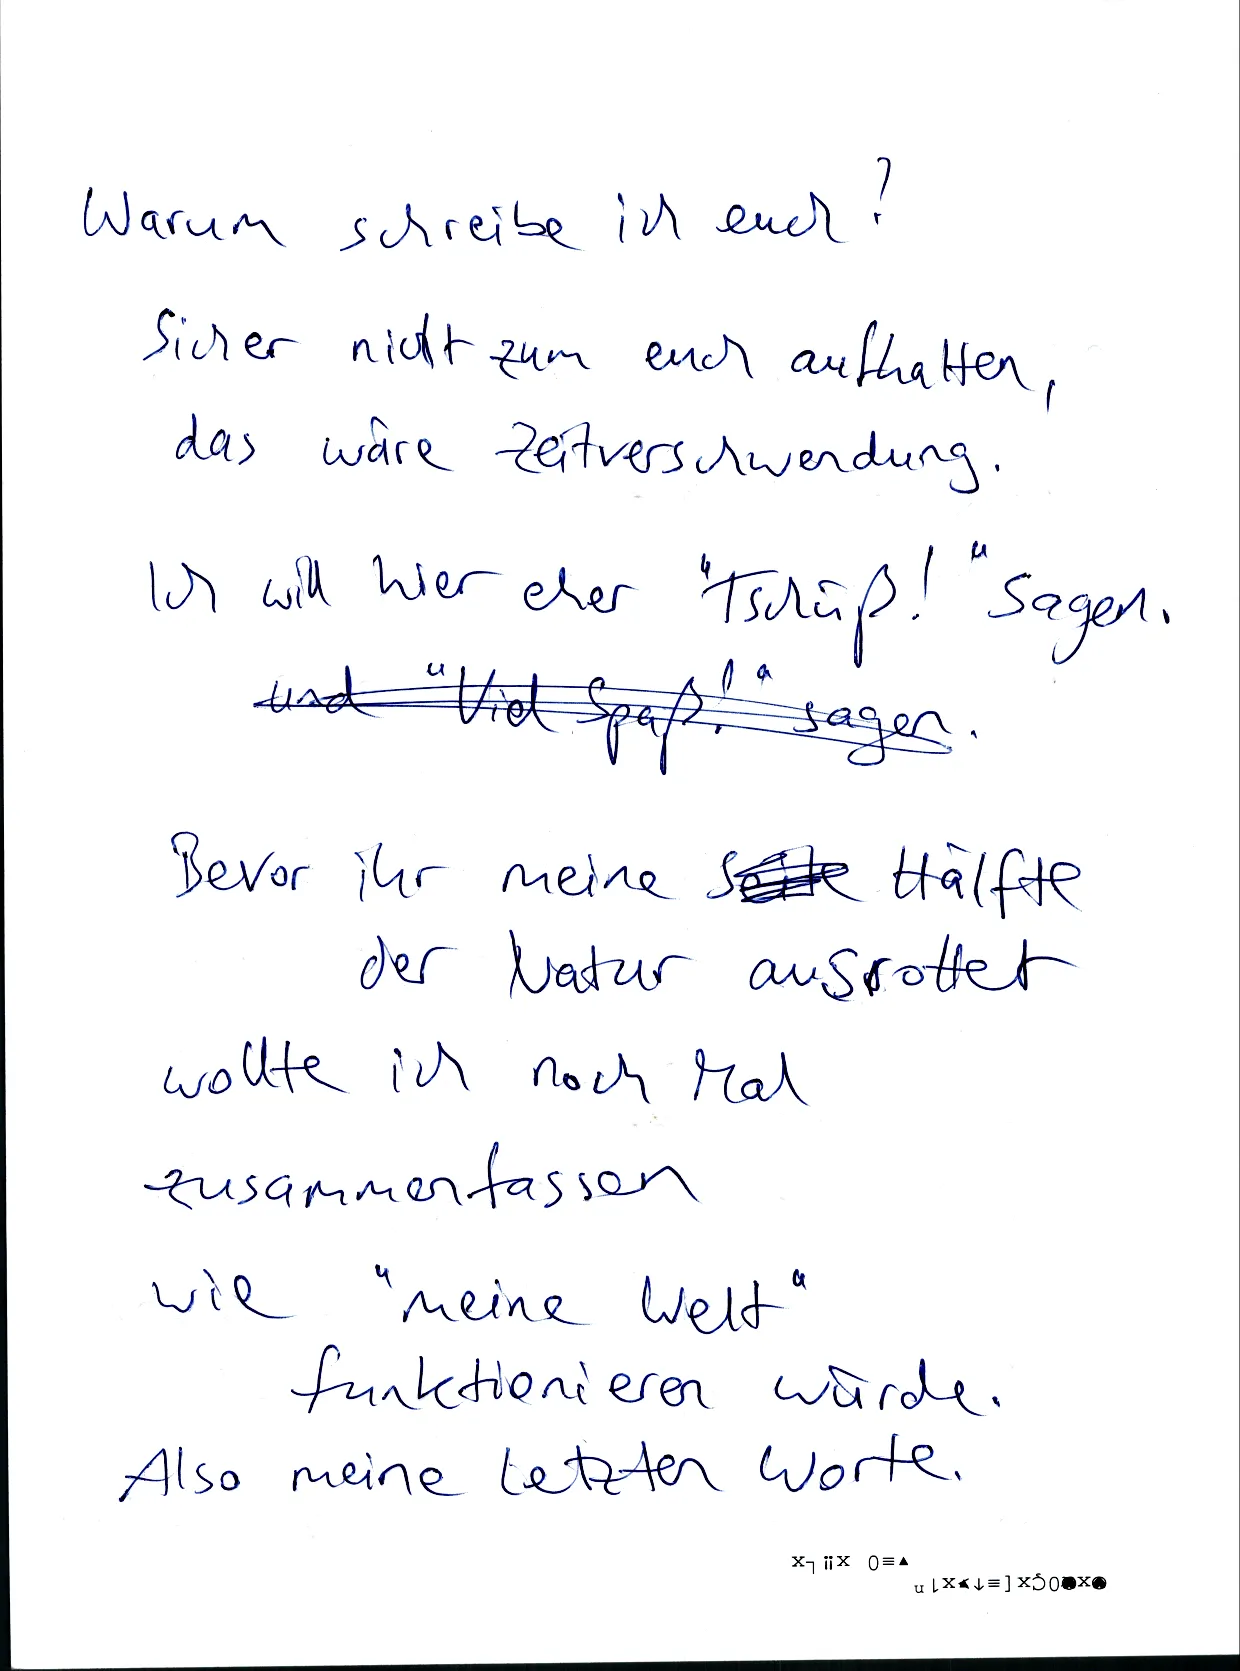 Warum schreibe ich euch?
Sicher nicht zum euch aufhalten,
das wäre Zeitverschwendung.
Ich will hier eher "Tschüß!" sagen.
und "Viel Spaß!" sagen.
Bevor ihr meine Seite Hälfte
der Natur ausrottet
wollte ich noch Mal
zusammenfassen
wie "meine Welt"
funktionieren würde.
Also meine letzten Worte.